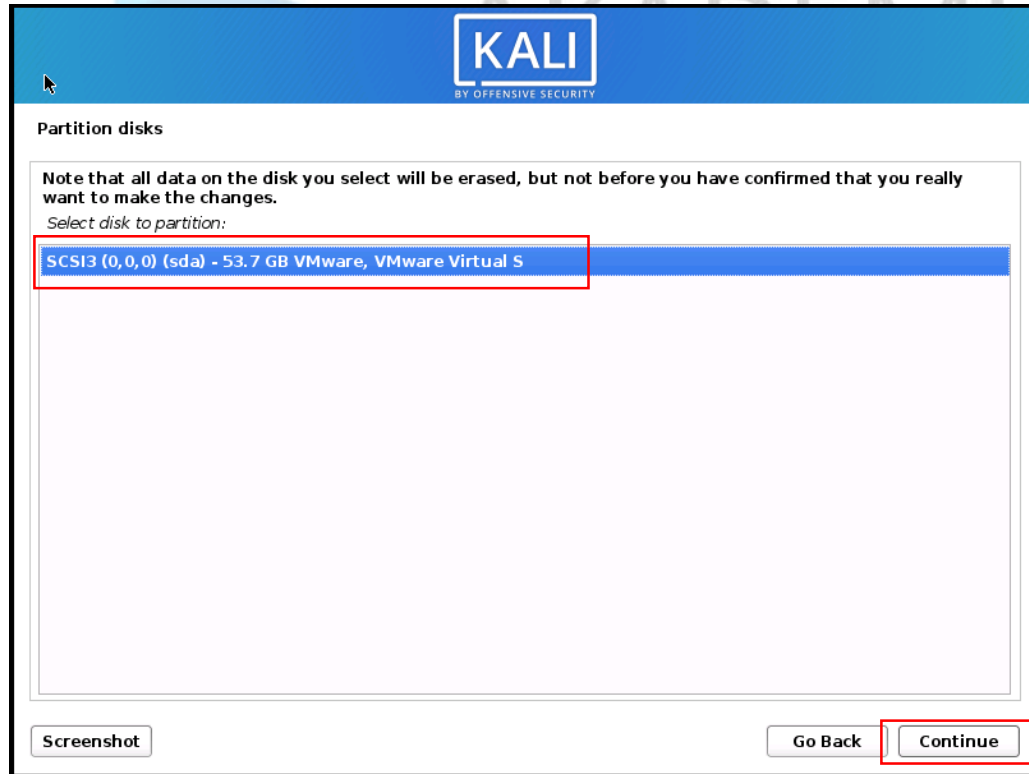 KALI
BY OFFENSIVE SECURITY
Partition disks
Note that all data on the disk you select will be erased, but not before you have confirmed that you really
want to make the changes.
Select disk to partition:
SCSI3 (0,0,0) (sda) - 53.7 GB VMware, VMware Virtual S
Screenshot
Go Back
Continue